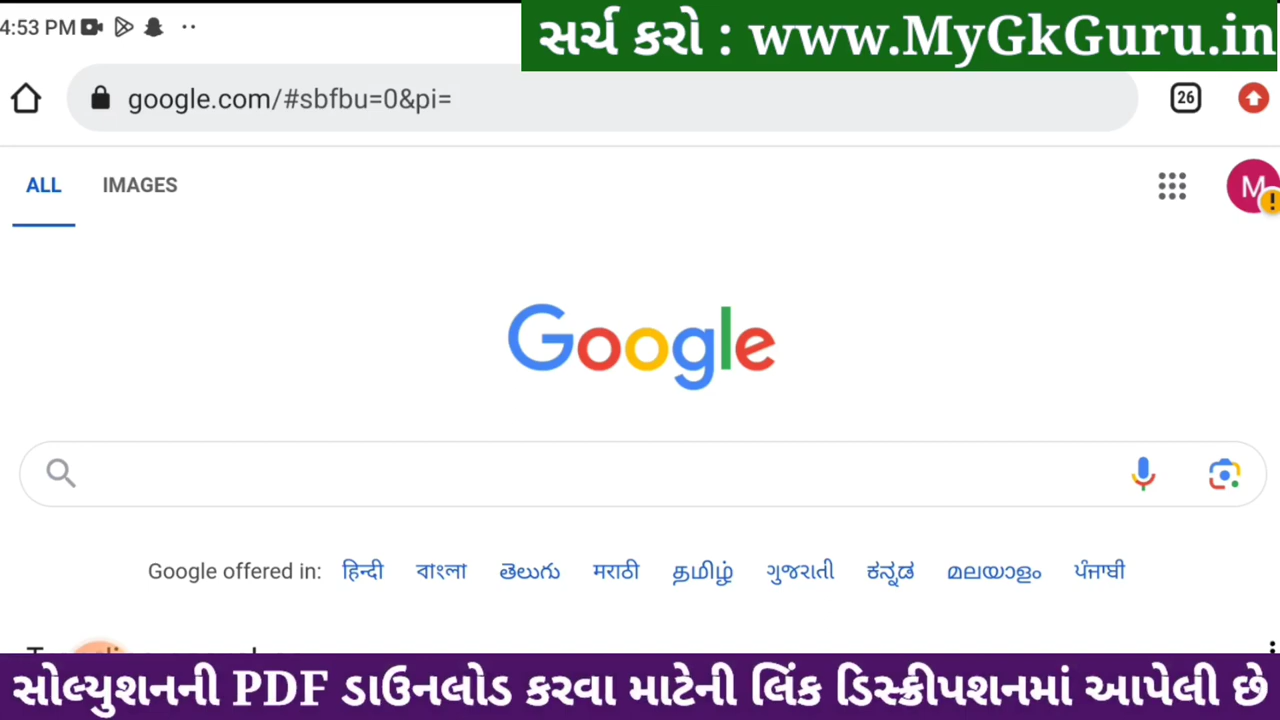 4:53 PM
સર્ચ કરો : www.MyGkGuru.in
google.com/#sbfbu=0&pi=
26
ALL IMAGES
M
Google
Google offered in: हिन्दी বাংলা తెలుగు मराठी தமிழ் ગુજરાતી ಕನ್ನಡ മലയാളം ਪੰਜਾਬੀ
સોલ્યુશનની PDF ડાઉનલોડ કરવા માટેની લિંક ડિસ્ક્રીપશનમાં આપેલી છે